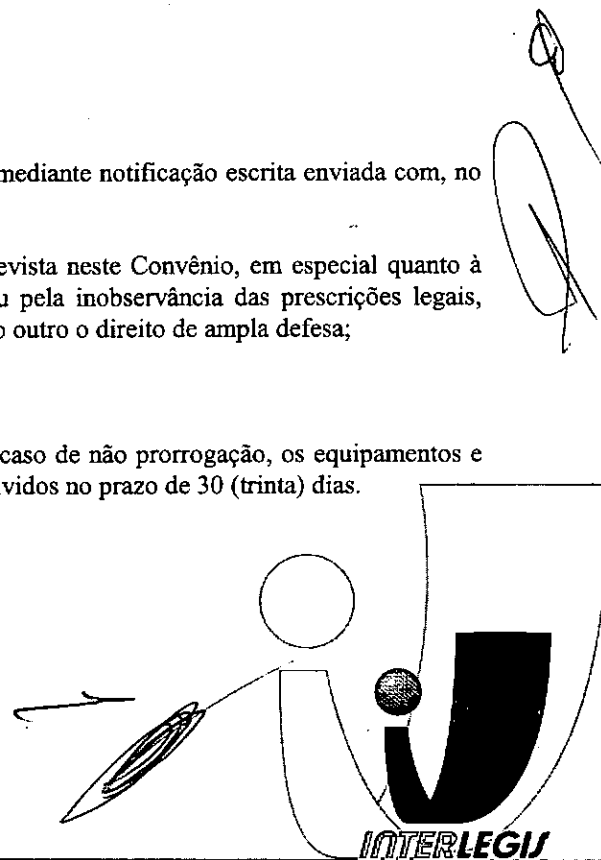 mediante notificação escrita enviada com, no
evista neste Convênio, em especial quanto à
u pela inobservância das prescrições legais,
o outro o direito de ampla defesa;
caso de não prorrogação, os equipamentos e
vidos no prazo de 30 (trinta) dias.
INTERLEGIS